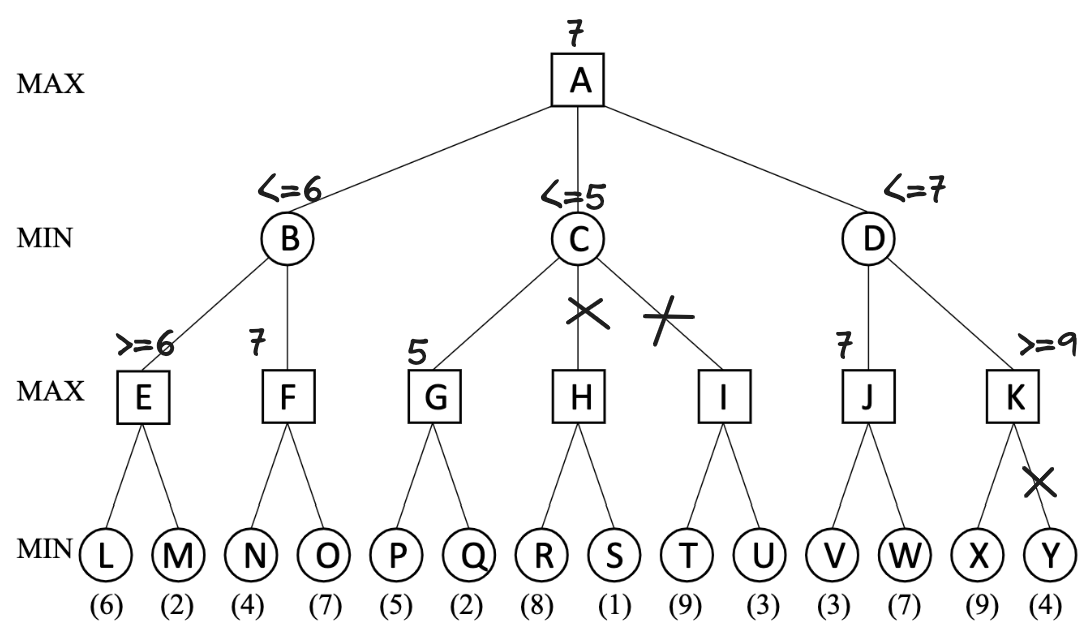 7
MAX A
<=6 <=5 <=7
MIN B C D
>=6 7 5 7 >=9
MAX E F G H I J K
MIN L M N O P Q R S T U V W X Y
(6) (2) (4) (7) (5) (2) (8) (1) (9) (3) (3) (7) (9) (4)